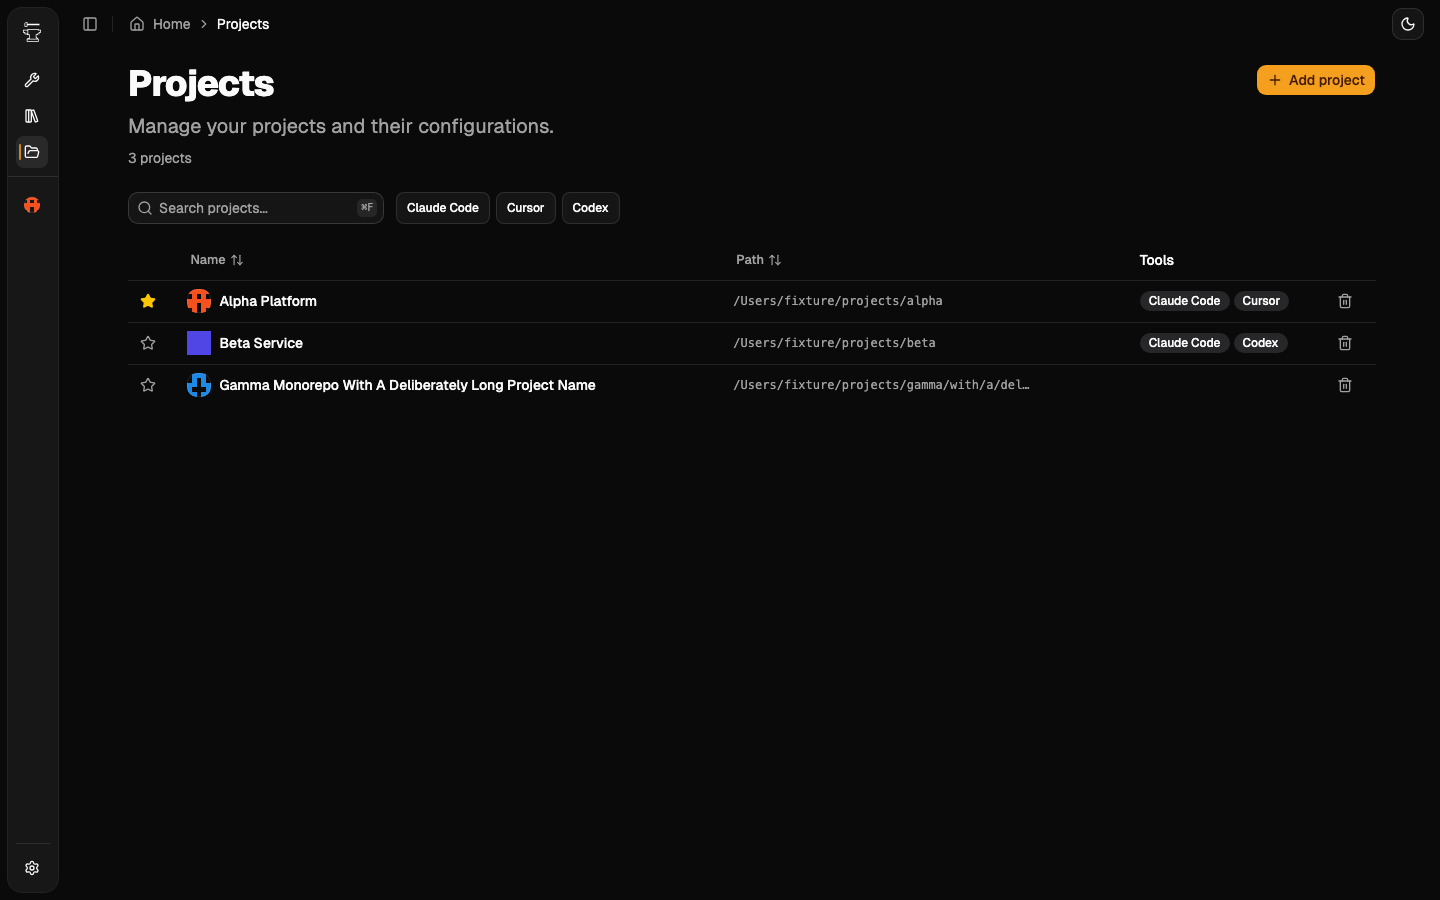 Home > Projects
Projects
Add project
Manage your projects and their configurations.
3 projects
Search projects... ⌘F Claude Code Cursor Codex
Name Path Tools
Alpha Platform /Users/fixture/projects/alpha Claude Code Cursor
Beta Service /Users/fixture/projects/beta Claude Code Codex
Gamma Monorepo With A Deliberately Long Project Name /Users/fixture/projects/gamma/with/a/del…